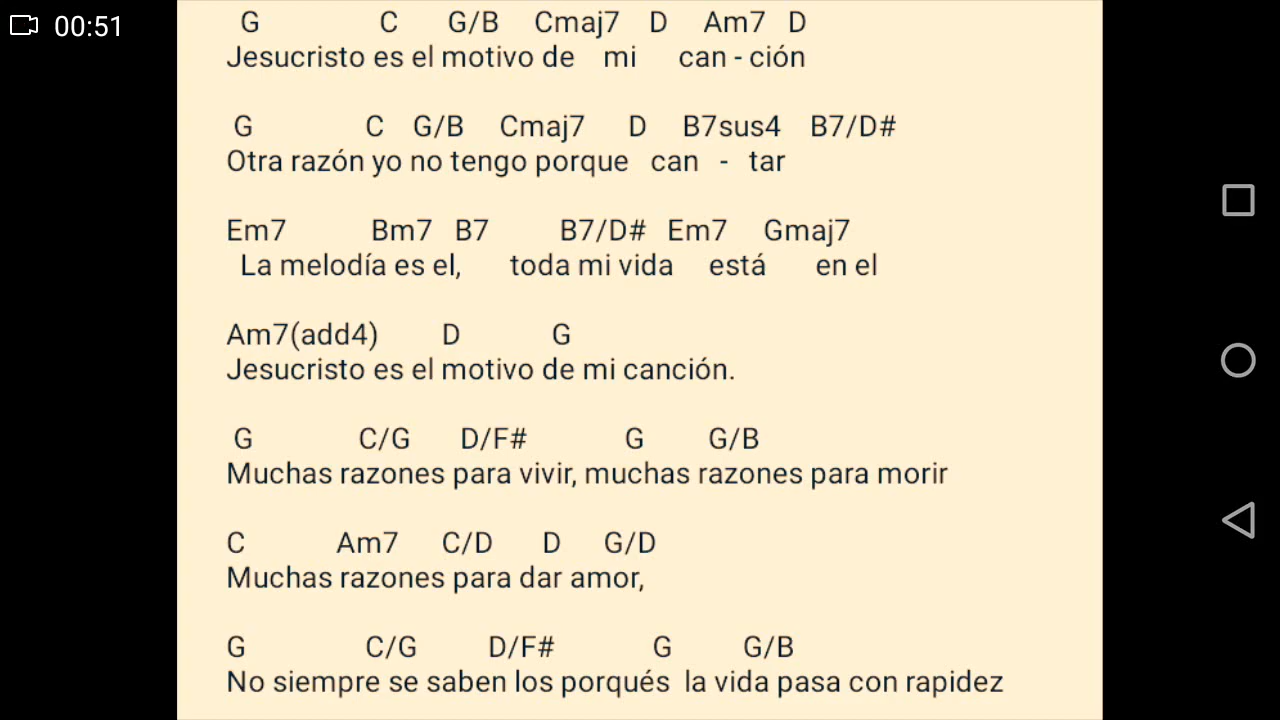 00:51
G C G/B Cmaj7 D Am7 D
Jesucristo es el motivo de mi can - ción
G C G/B Cmaj7 D B7sus4 B7/D#
Otra razón yo no tengo porque can - tar
Em7 Bm7 B7 B7/D# Em7 Gmaj7
La melodía es el, toda mi vida está en el
Am7(add4) D G
Jesucristo es el motivo de mi canción.
G C/G D/F# G G/B
Muchas razones para vivir, muchas razones para morir
C Am7 C/D D G/D
Muchas razones para dar amor,
G C/G D/F# G G/B
No siempre se saben los porqués la vida pasa con rapidez